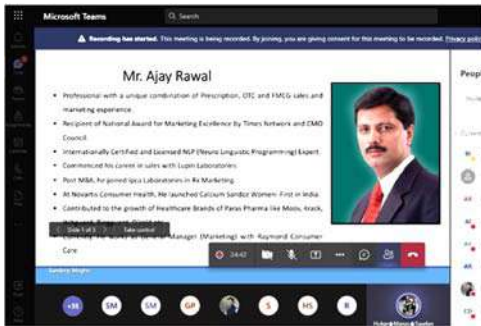 Microsoft Teams
Search
Recording has started. This meeting is being recorded. By joining, you are giving consent for this meeting to be recorded. Privacy policy
Mr. Ajay Rawal
Professional with a unique combination of Prescription, OTC and FMCG sales and
marketing experience
Recipient of National Award for Marketing Excellence by Times Network and CMO
Council
Internationally Certified and Licensed NLP (Neuro Linguistic Programming) Expert
Commenced his career in sales with Lupin Laboratories
Post MBA, he joined Ipca Laboratories in Rx Marketing
At Novartis Consumer Health, He launched Calcium Sandoz Women- First in India
Contributed to the growth of Healthcare Brands of Paras Pharma like Moov, Krack,
Slide 1 of 3
Take control
Manager (Marketing) with Raymond Consumer
Care
24:42
Peop
+36
SM
SM
GP
S
HS
R
AK
CD